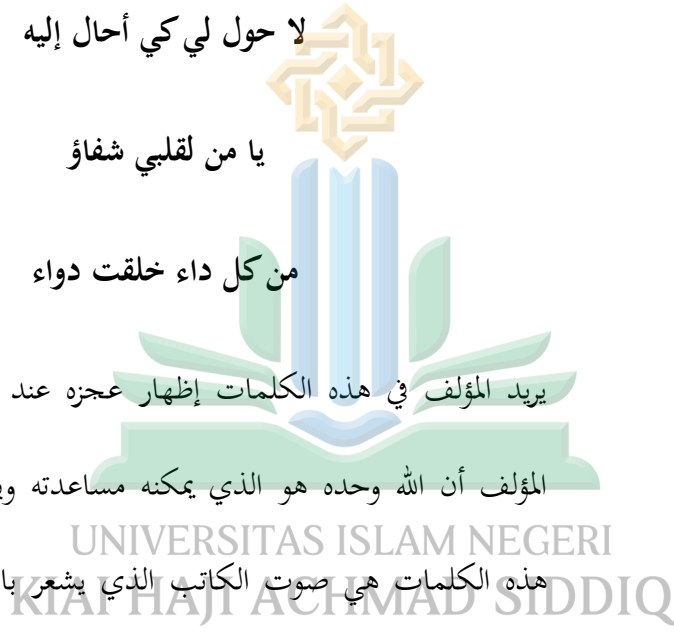 لا حول لي كي أحال إليه
يا من لقلبي شفاؤ
من كل داء خلقت دواء
يريد المؤلف في هذه الكلمات إظهار عجزه عند
المؤلف أن الله وحده هو الذي يمكنه مساعدته
UNIVERSITAS ISLAM NEGERI
هذه الكلمات هي صوت الكاتب الذي يشعر
KIAI HAJI ACHMAD SIDDIQ